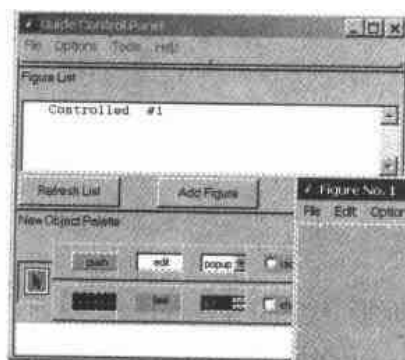 Guide Control Panel
File Options Tools Help
Figure List
Controlled #1
Refresh List Add Figure
Figure No. 1
File Edit Option
New Object Palette
push edit popup